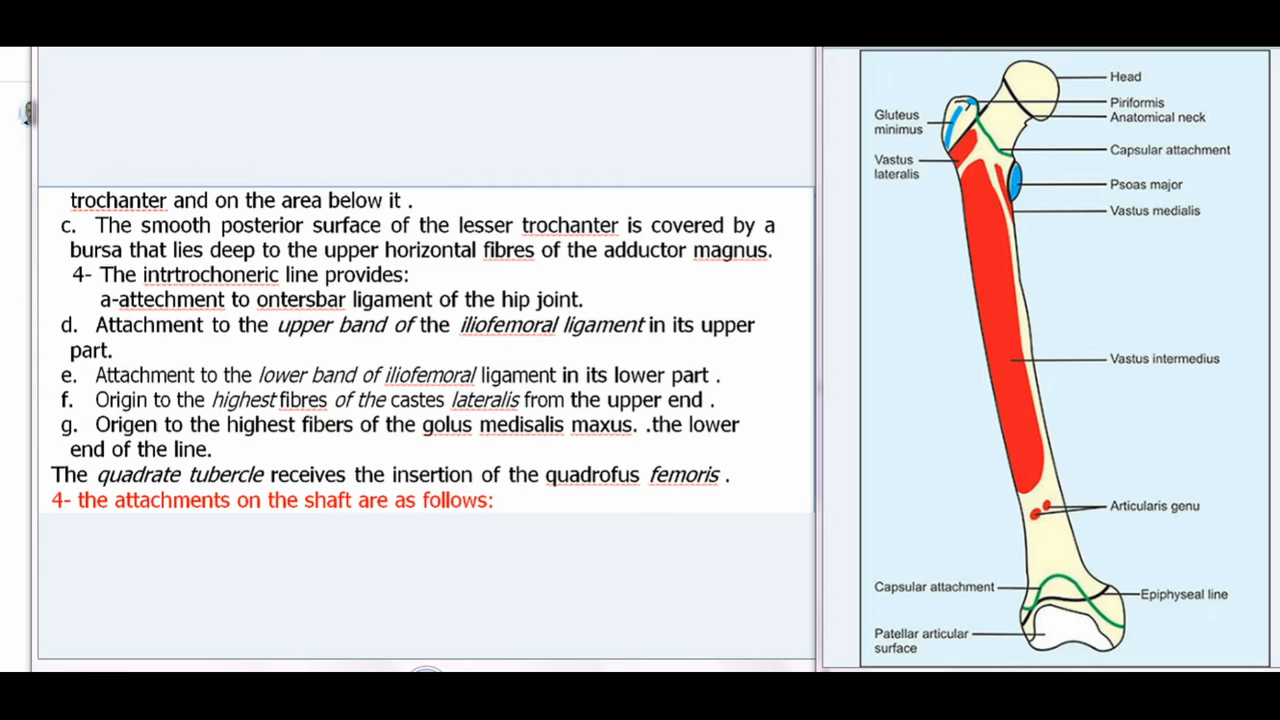 trochanter and on the area below it .
c. The smooth posterior surface of the lesser trochanter is covered by a
bursa that lies deep to the upper horizontal fibres of the adductor magnus.
4- The intrtrochoneric line provides:
a-attechment to ontersbar ligament of the hip joint.
d. Attachment to the upper band of the iliofemoral ligament in its upper
part.
e. Attachment to the lower band of iliofemoral ligament in its lower part .
f. Origin to the highest fibres of the castes lateralis from the upper end .
g. Origen to the highest fibers of the golus medisalis maxus. .the lower
end of the line.
The quadrate tubercle receives the insertion of the quadrofus femoris .
4- the attachments on the shaft are as follows:
Head
Piriformis
Anatomical neck
Gluteus
minimus
Capsular attachment
Vastus
lateralis
Psoas major
Vastus medialis
Vastus intermedius
Articularis genu
Capsular attachment
Epiphyseal line
Patellar articular
surface